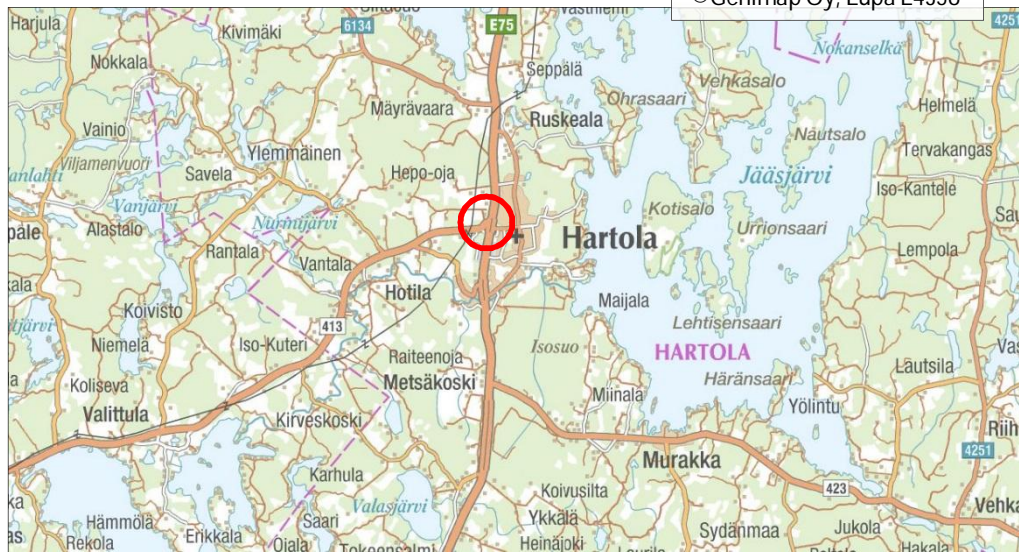 ©Genimap Oy, Lupa L4356
Harjula
Kivimäki
6134
E75
4251
Nokkala
Seppälä
Nokanselkä
Mäyrävaara
Vehkasalo
Ohrasaari
Helmelä
Vainio
Ruskeala
Näutsalo
Viljamenvuori
Ylemmäinen
Tervakangas
Savela
Hepo-oja
Jääsjärvi
Iso-Kantele
Vanjärvi
Nurmijärvi
Kotisalo
Alastalo
Urrionsaari
Rantala
Vantala
Hartola
Lempola
Hotila
Maijala
Koivisto
413
Lehtisensaari
Niemelä
Iso-Kuteri
Isosuo
HARTOLA
Raiteenoja
Lautsila
Koliseva
Metsäkoski
Häränsaari
Valittula
Miinala
Yölintu
Kirveskoski
4251
Murakka
Karhula
Koivusilta
423
Valasjärvi
Hämmölä
Saari
Ykkälä
Sydänmaa
Jukola
Rekola
Erikkala
Heinäjoki